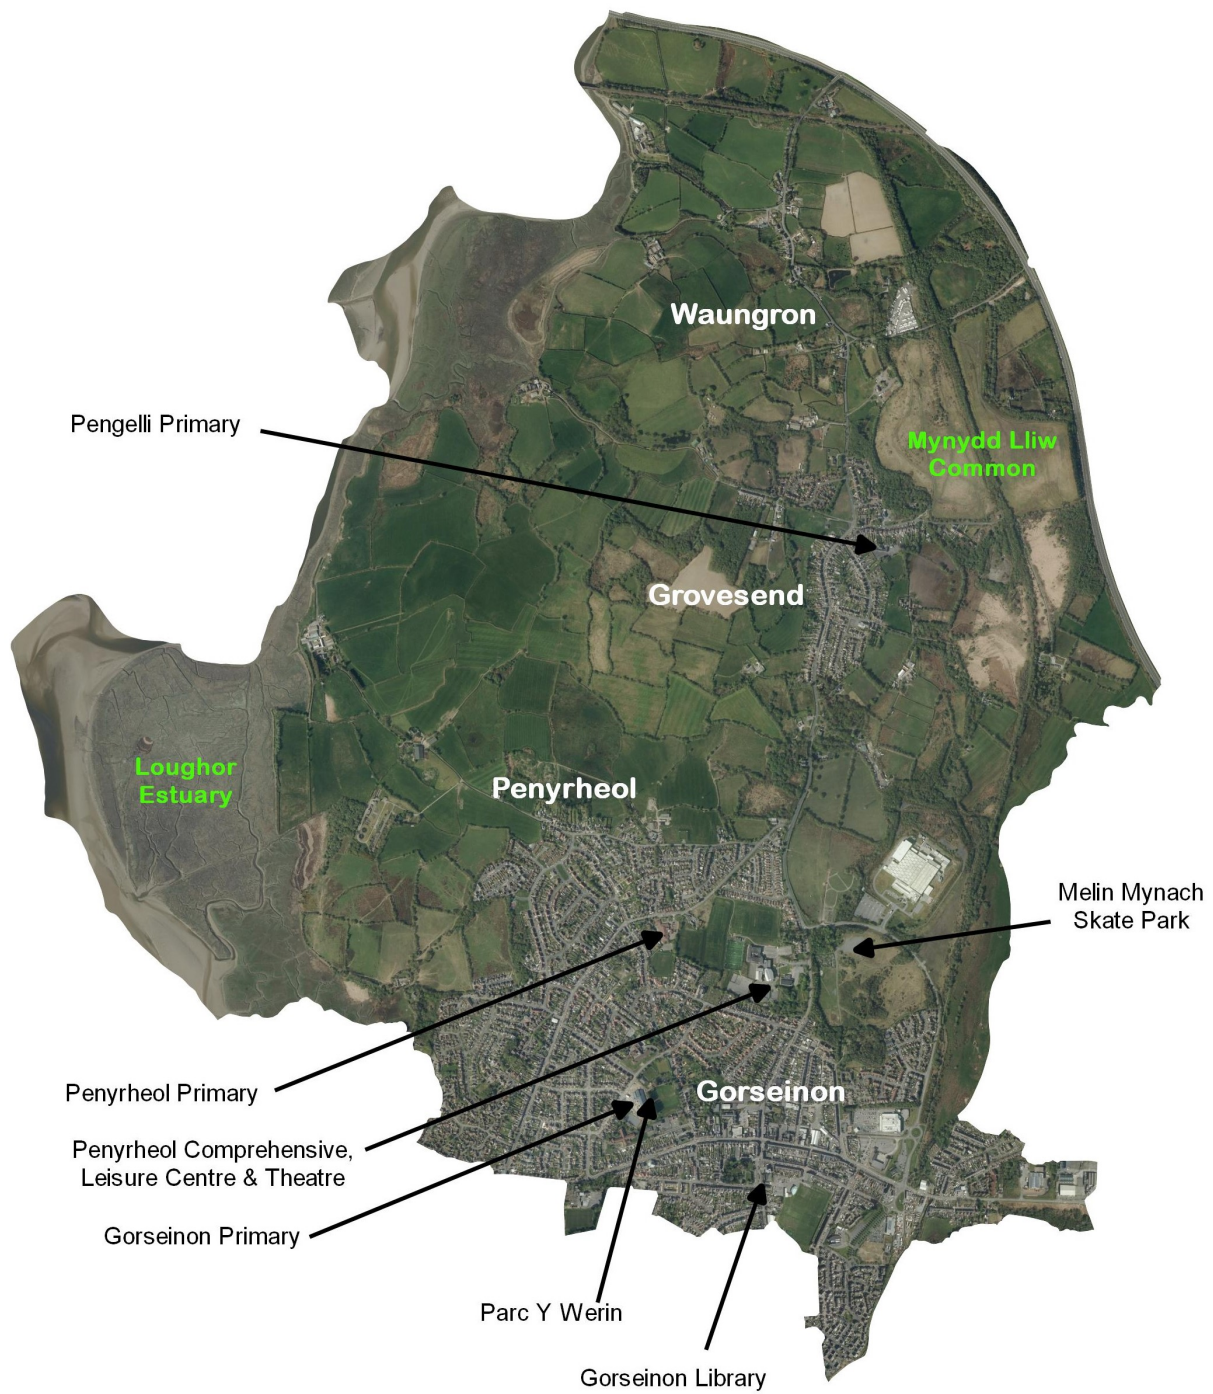 Waungron
Pengelli Primary
Mynydd Lliw
Common
Grovesend
Loughor
Estuary
Penyrheol
Melin Mynach
Skate Park
Penyrheol Primary
Gorseinon
Penyrheol Comprehensive,
Leisure Centre & Theatre
Gorseinon Primary
Parc Y Werin
Gorseinon Library